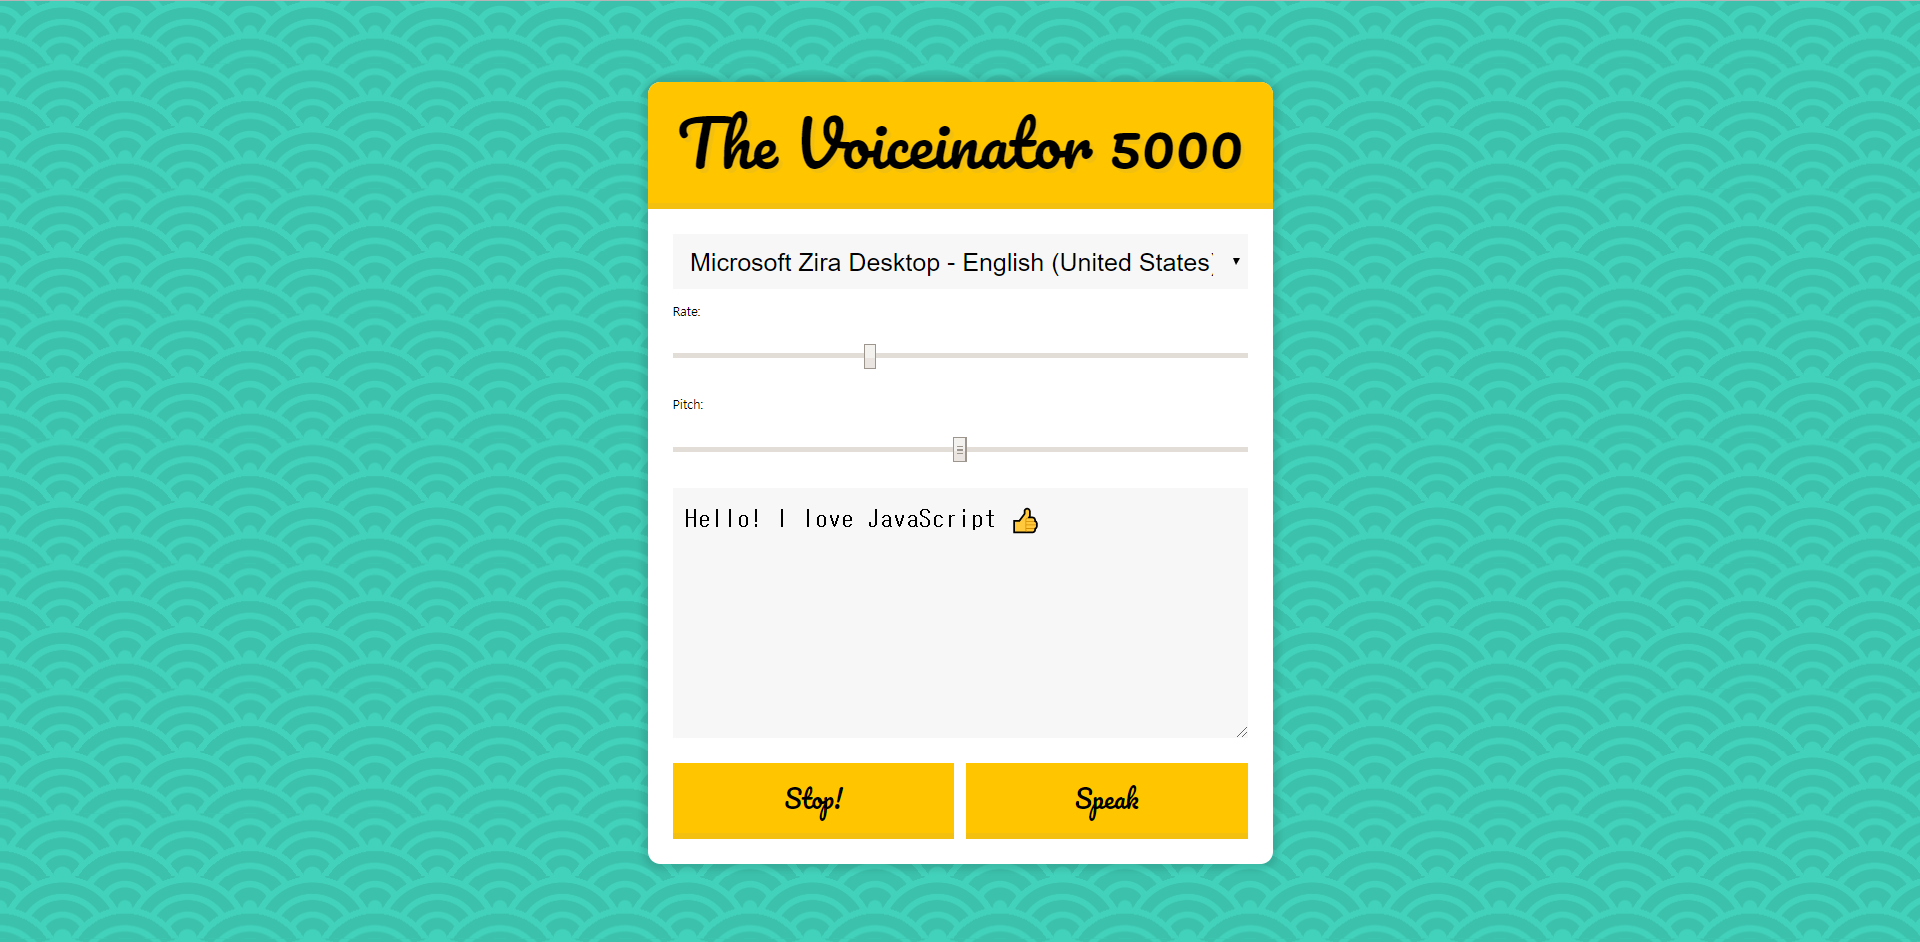 The Voiceinator 5000
Microsoft Zira Desktop - English (United States)
Rate:
Pitch:
Hello! I love JavaScript 👍
Stop!
Speak